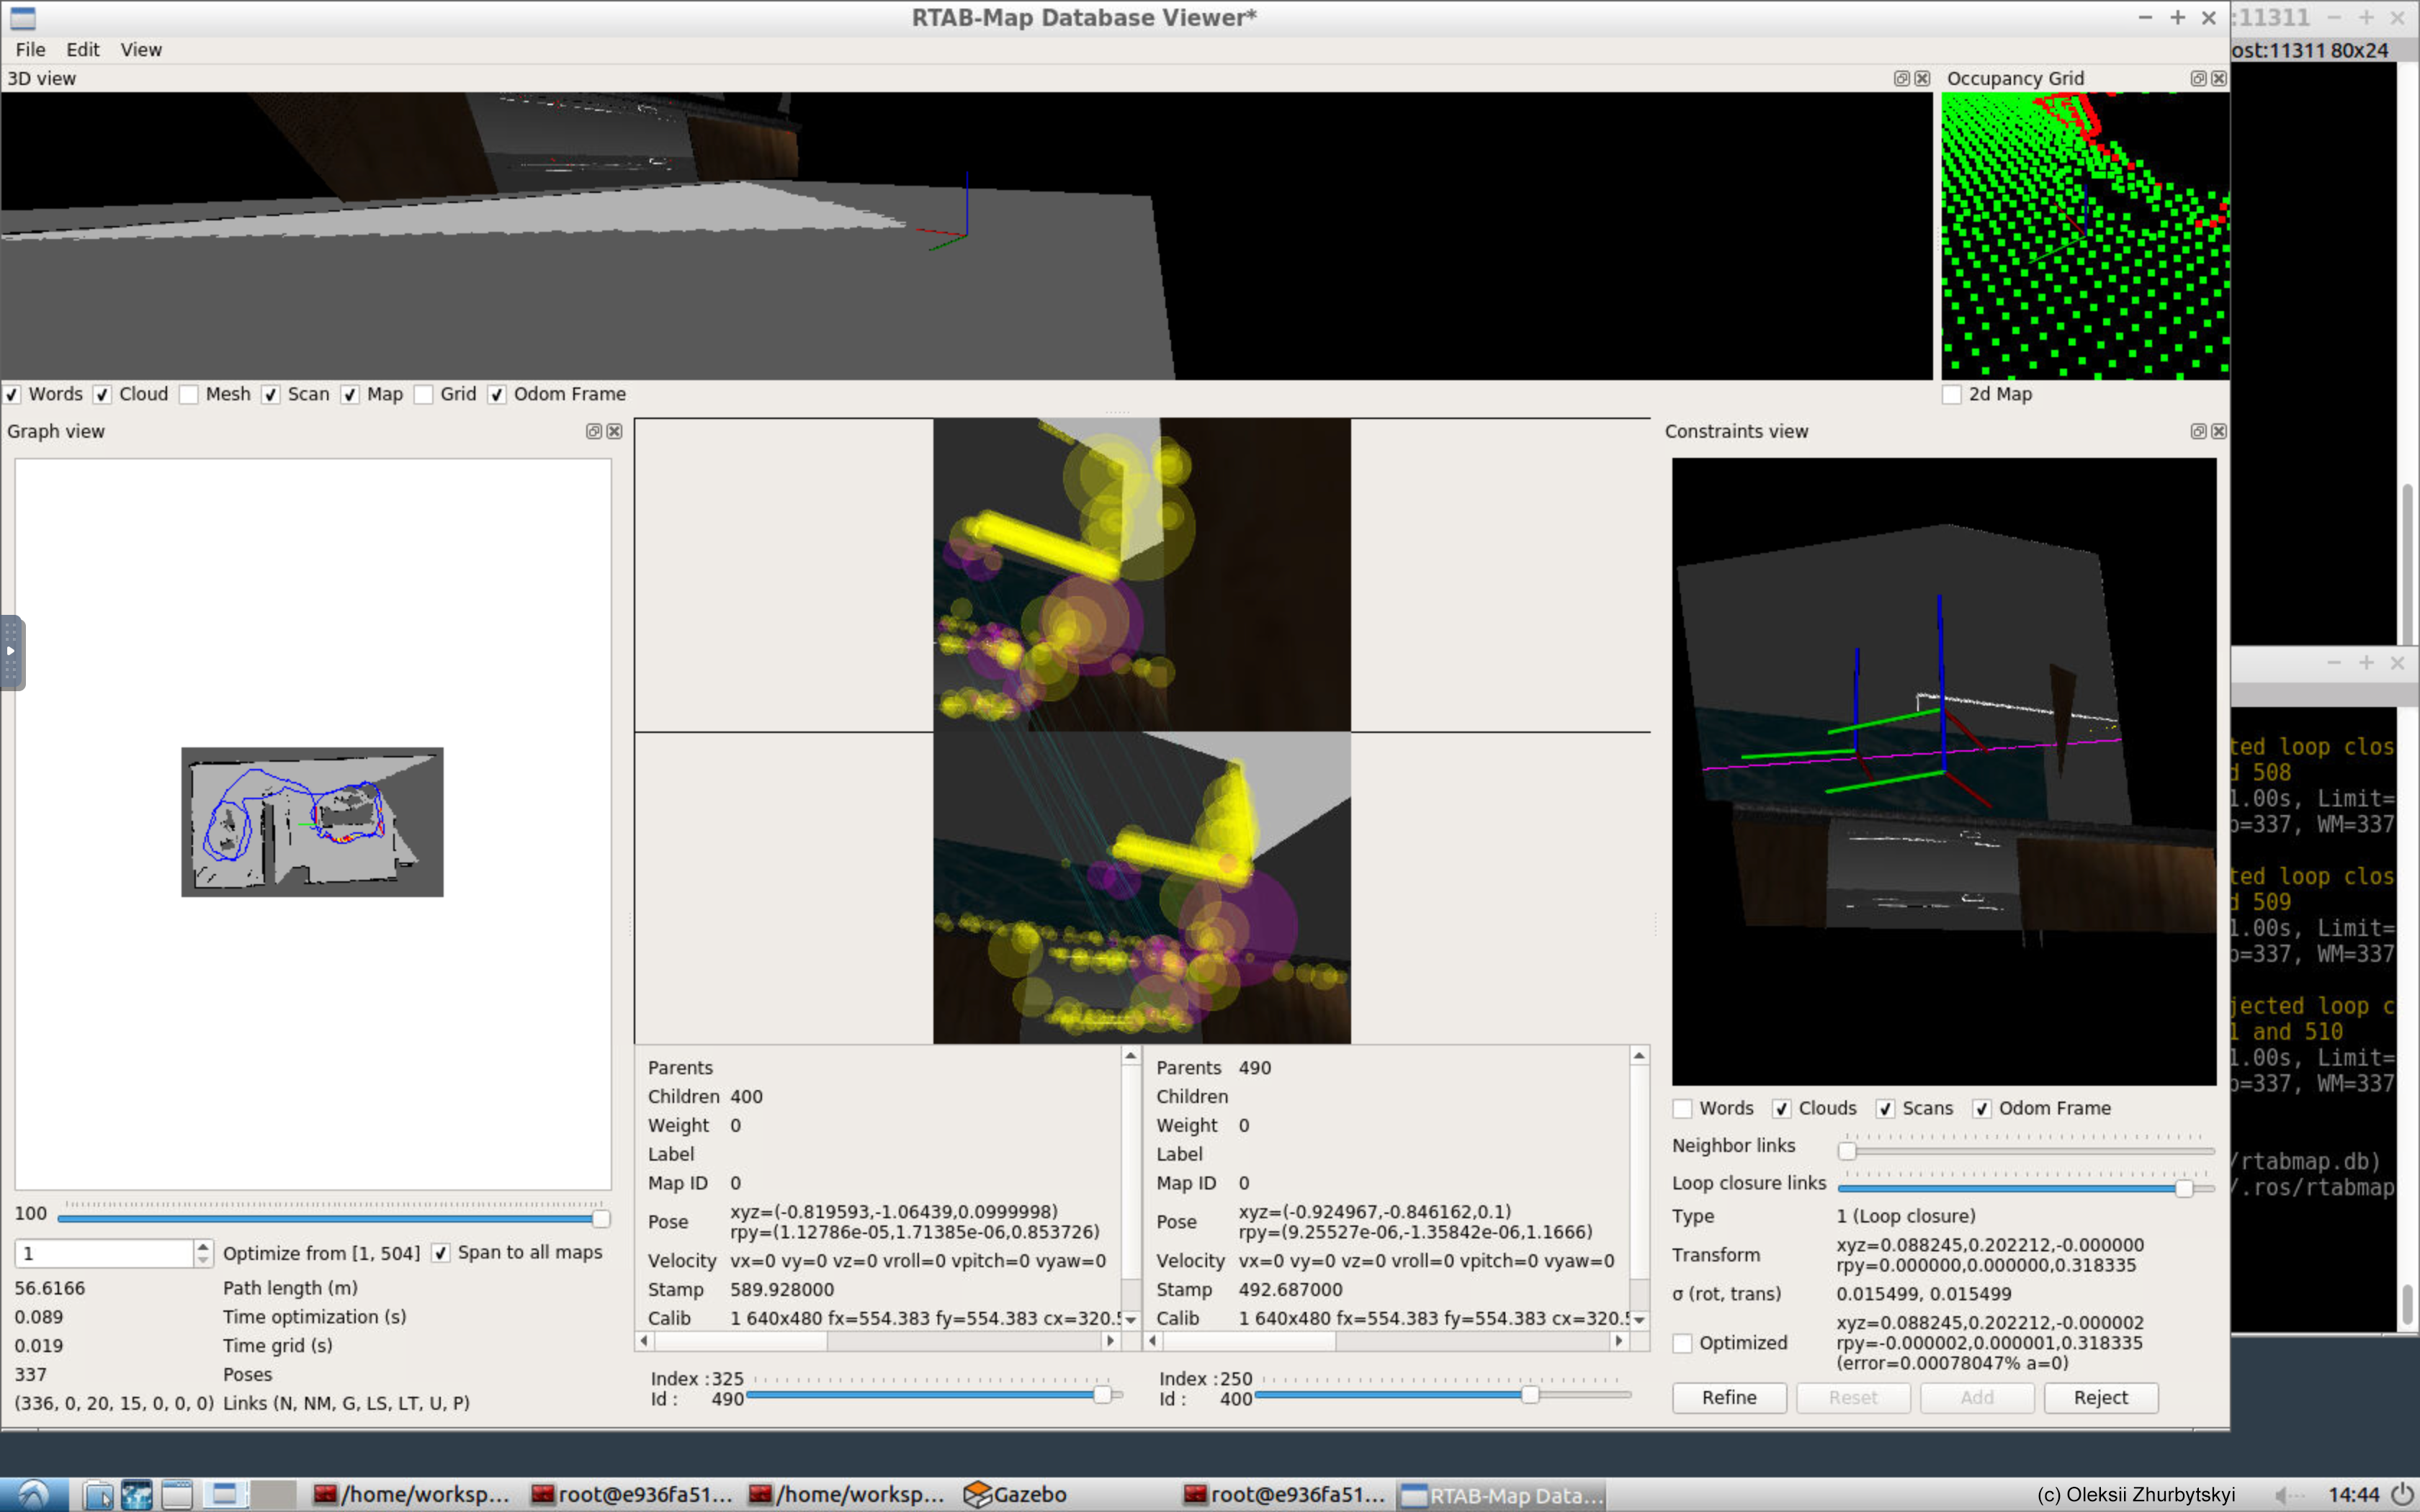 RTAB-Map Database Viewer*
:11311
File Edit View
ost:11311 80x24
3D view
Occupancy Grid
Words Cloud Mesh Scan Map Grid Odom Frame
2d Map
Graph view
Constraints view
ted loop clos
d 508
1.00s, Limit=
=337, WM=337
ted loop clos
d 509
1.00s, Limit=
=337, WM=337
jected loop c
1 and 510
1.00s, Limit=
=337, WM=337
/rtabmap.db)
/.ros/rtabmap
100
1 Optimize from [1, 504] Span to all maps
56.6166 Path length (m)
0.089 Time optimization (s)
0.019 Time grid (s)
337 Poses
(336, 0, 20, 15, 0, 0, 0) Links (N, NM, G, LS, LT, U, P)
Parents
Children 400
Weight 0
Label
Map ID 0
Pose xyz=(-0.819593,-1.06439,0.0999998)
rpy=(1.12786e-05,1.71385e-06,0.853726)
Velocity vx=0 vy=0 vz=0 vroll=0 vpitch=0 vyaw=0
Stamp 589.928000
Calib 1 640x480 fx=554.383 fy=554.383 cx=320.5
Index : 325
Id : 490
Parents 490
Children
Weight 0
Label
Map ID 0
Pose xyz=(-0.924967,-0.846162,0.1)
rpy=(9.25527e-06,-1.35842e-06,1.1666)
Velocity vx=0 vy=0 vz=0 vroll=0 vpitch=0 vyaw=0
Stamp 492.687000
Calib 1 640x480 fx=554.383 fy=554.383 cx=320.5
Index : 250
Id : 400
Words Clouds Scans Odom Frame
Neighbor links
Loop closure links
Type 1 (Loop closure)
Transform xyz=0.088245,0.202212,-0.000000
rpy=0.000000,0.000000,0.318335
σ (rot, trans) 0.015499, 0.015499
Optimized xyz=0.088245,0.202212,-0.000002
rpy=-0.000002,0.000001,0.318335
(error=0.00078047% a=0)
Refine Reset Add Reject
/home/worksp... root@e936fa51... /home/worksp... Gazebo root@e936fa51... RTAB-Map Data... (c) Oleksii Zhurbytskyi 14:44